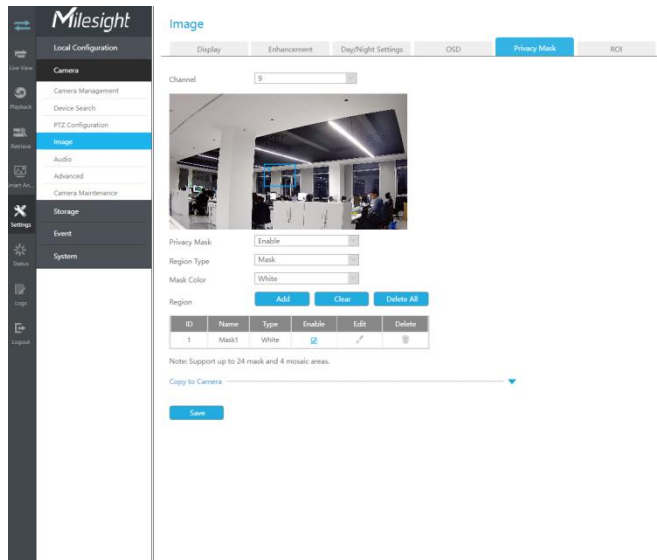 Milesight
Live View
Playback
Retrieve
Smart An...
Settings
Status
Logs
Logout
Local Configuration
Camera
Camera Management
Device Search
PTZ Configuration
Image
Audio
Advanced
Camera Maintenance
Storage
Event
System
Image
Display Enhancement Day/Night Settings OSD Privacy Mask ROI
Channel 9
Privacy Mask Enable
Region Type Mask
Mask Color White
Region Add Clear Delete All
ID Name Type Enable Edit Delete
1 Mask1 White
Note: Support up to 24 mask and 4 mosaic areas.
Copy to Camera
Save